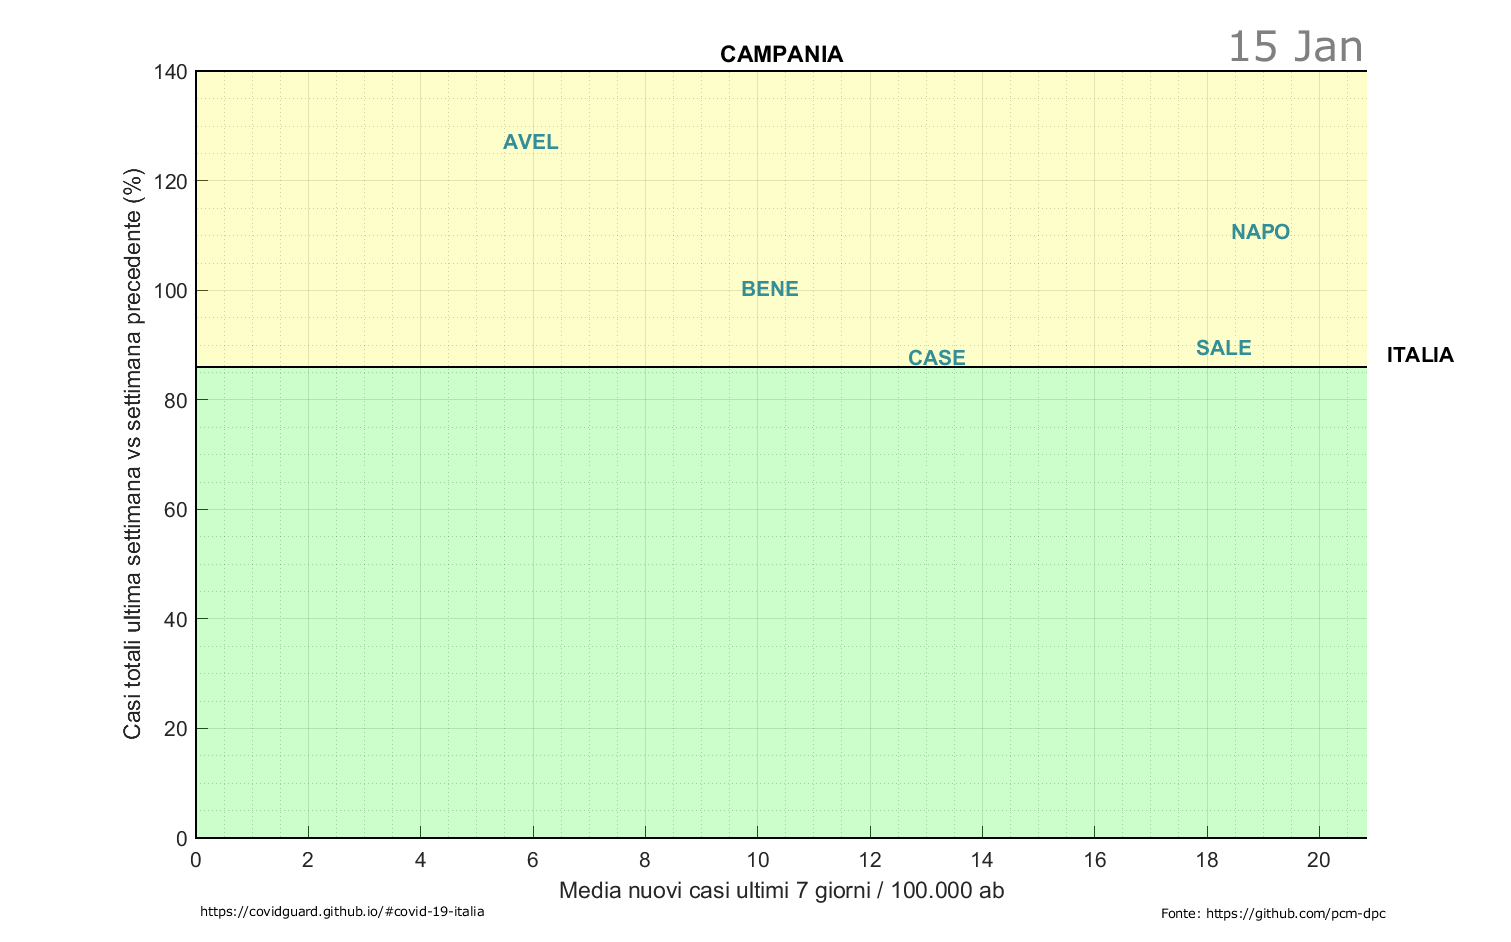 CAMPANIA
15 Jan
140
120
100
80
60
40
20
0
Casi totali ultima settimana vs settimana precedente (%)
AVEL
NAPO
BENE
SALE
CASE
ITALIA
0 2 4 6 8 10 12 14 16 18 20
Media nuovi casi ultimi 7 giorni / 100.000 ab
https://covidguard.github.io/#covid-19-italia
Fonte: https://github.com/pcm-dpc